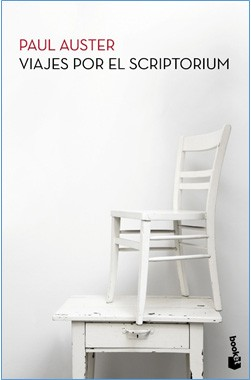 PAUL AUSTER
VIAJES POR EL SCRIPTORIUM
booket